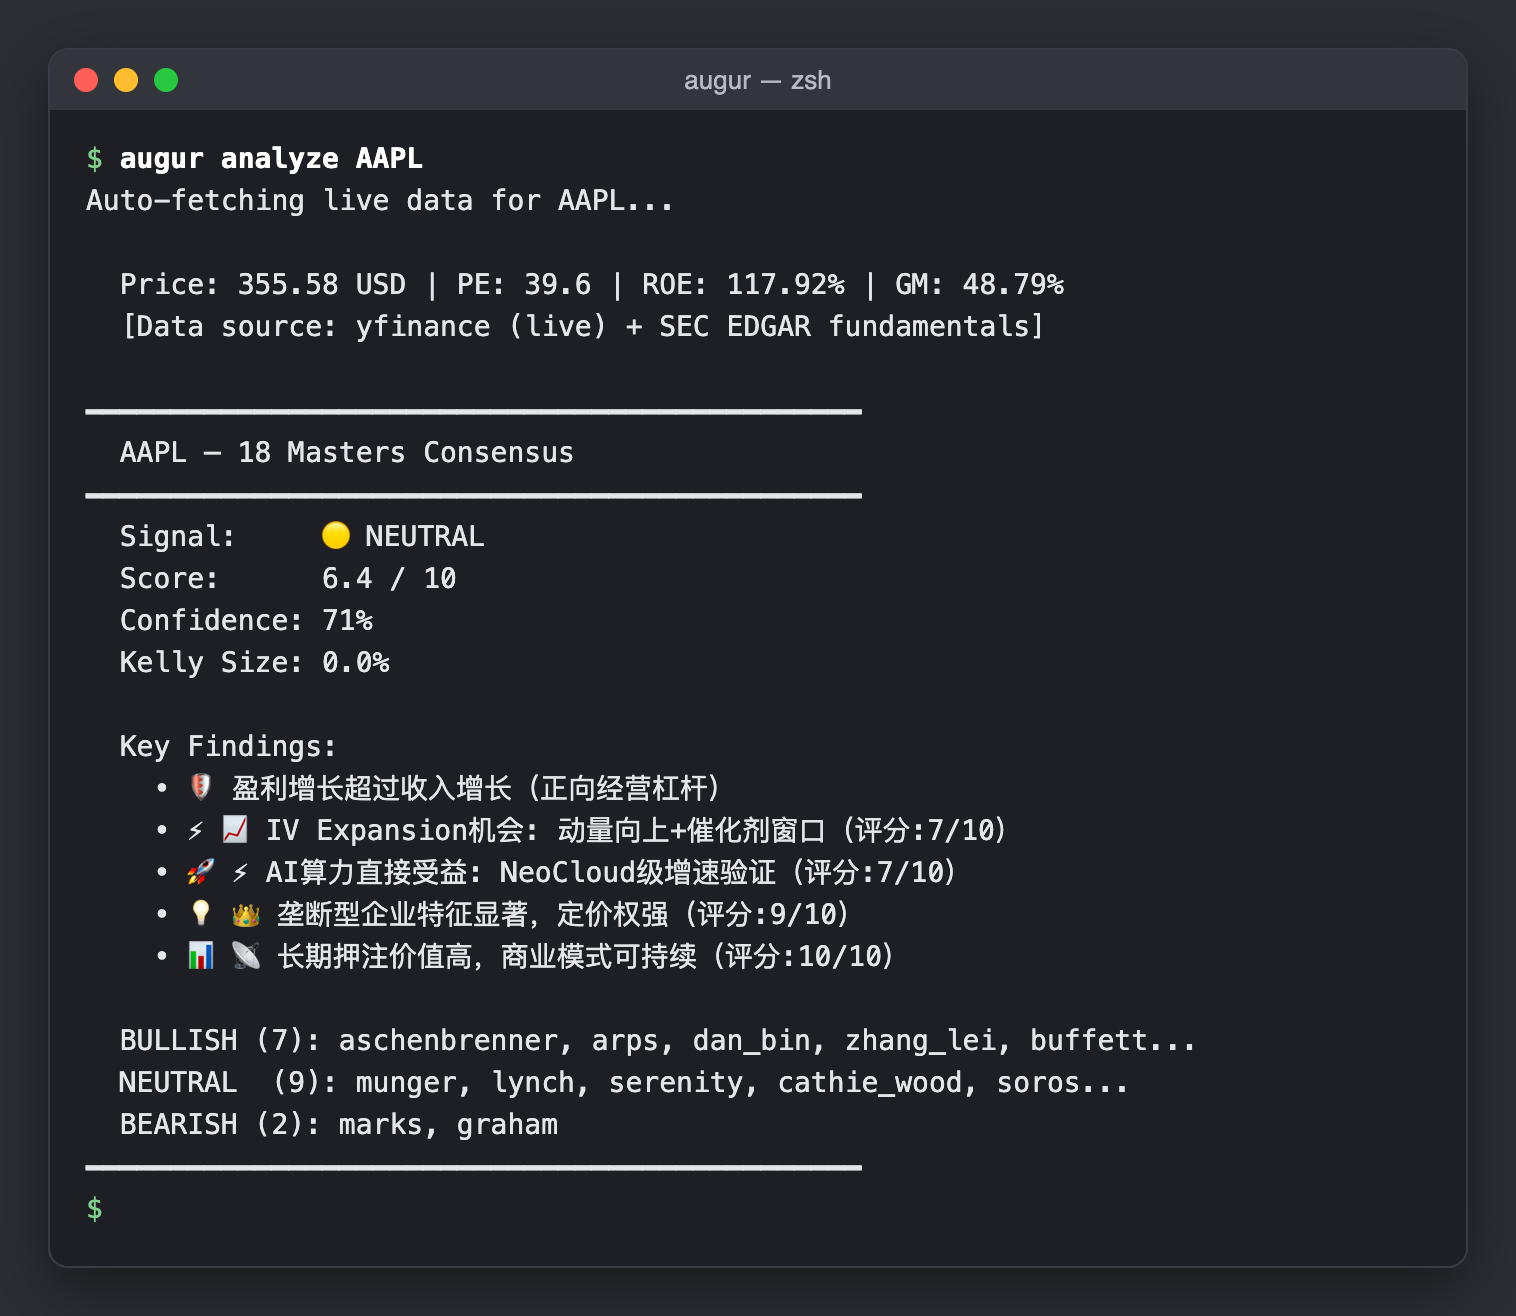 augur — zsh
$ augur analyze AAPL
Auto-fetching live data for AAPL...
Price: 355.58 USD | PE: 39.6 | ROE: 117.92% | GM: 48.79%
[Data source: yfinance (live) + SEC EDGAR fundamentals]
AAPL — 18 Masters Consensus
Signal: 🟡 NEUTRAL
Score: 6.4 / 10
Confidence: 71%
Kelly Size: 0.0%
Key Findings:
• 🛡️ 盈利增长超过收入增长（正向经营杠杆）
• ⚡ 📈 IV Expansion机会: 动量向上+催化剂窗口（评分:7/10）
• 🚀 ⚡ AI算力直接受益: NeoCloud级增速验证（评分:7/10）
• 💡 👑 垄断型企业特征显著，定价权强（评分:9/10）
• 📊 📡 长期押注价值高，商业模式可持续（评分:10/10）
BULLISH (7): aschenbrenner, arps, dan_bin, zhang_lei, buffett...
NEUTRAL (9): munger, lynch, serenity, cathie_wood, soros...
BEARISH (2): marks, graham
$